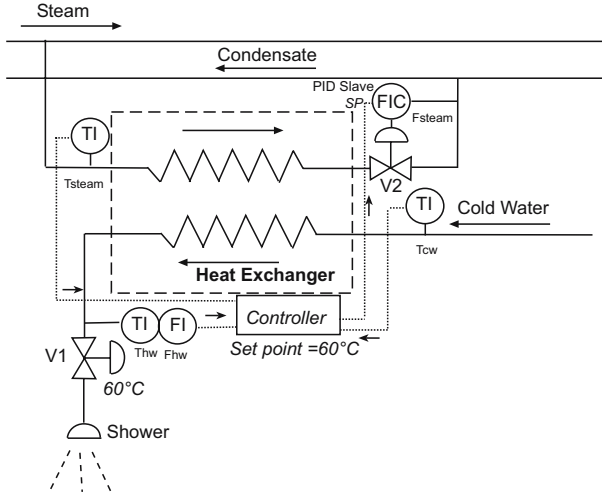 Steam
Condensate
PID Slave
SP
FIC
Fsteam
TI
Tsteam
V2
TI
Cold Water
Tcw
Heat Exchanger
Controller
Set point =60°C
TI
FI
Thw
Fhw
V1
60°C
Shower